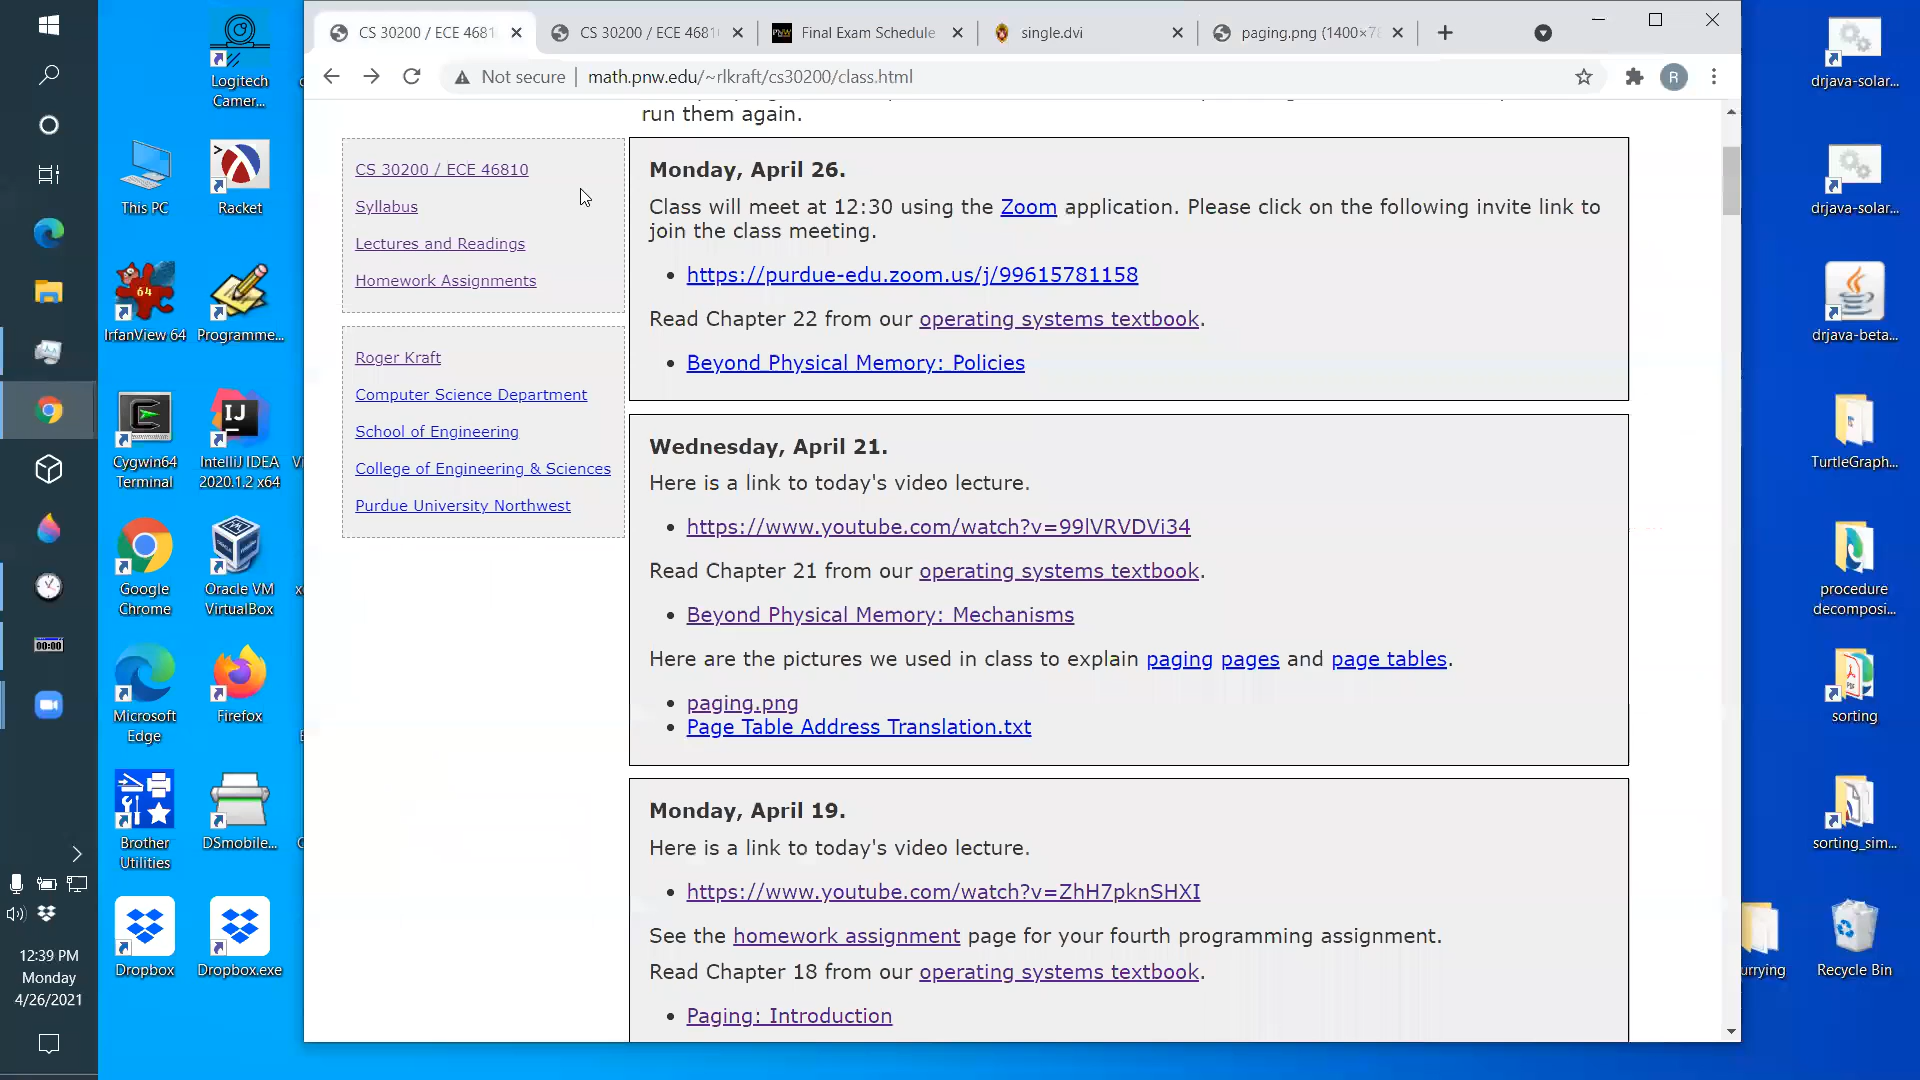 CS 30200 / ECE 4681
CS 30200 / ECE 4681
Final Exam Schedule
single.dvi
paging.png (1400×78
Not secure
math.pnw.edu/~rlkraft/cs30200/class.html
R
run them again.
CS 30200 / ECE 46810
Syllabus
Lectures and Readings
Homework Assignments
Roger Kraft
Computer Science Department
School of Engineering
College of Engineering & Sciences
Purdue University Northwest
Monday, April 26.
Class will meet at 12:30 using the Zoom application. Please click on the following invite link to
join the class meeting.
https://purdue-edu.zoom.us/j/99615781158
Read Chapter 22 from our operating systems textbook.
Beyond Physical Memory: Policies
Wednesday, April 21.
Here is a link to today's video lecture.
https://www.youtube.com/watch?v=99lVRVDVi34
Read Chapter 21 from our operating systems textbook.
Beyond Physical Memory: Mechanisms
Here are the pictures we used in class to explain paging pages and page tables.
paging.png
Page Table Address Translation.txt
Monday, April 19.
Here is a link to today's video lecture.
https://www.youtube.com/watch?v=ZhH7pknSHXI
See the homework assignment page for your fourth programming assignment.
Read Chapter 18 from our operating systems textbook.
Paging: Introduction
Logitech
Camer...
This PC
Racket
64
IrfanView 64
Programme...
IJ
Cygwin64
Terminal
IntelliJ IDEA
2020.1.2 x64
Google
Chrome
Oracle VM
VirtualBox
Microsoft
Edge
Firefox
Brother
Utilities
DSmobile...
Dropbox
Dropbox.exe
00:00
12:39 PM
Monday
4/26/2021
drjava-solar...
drjava-solar...
drjava-beta...
TurtleGraph...
procedure
decomposi...
sorting
sorting_sim...
urrying
Recycle Bin